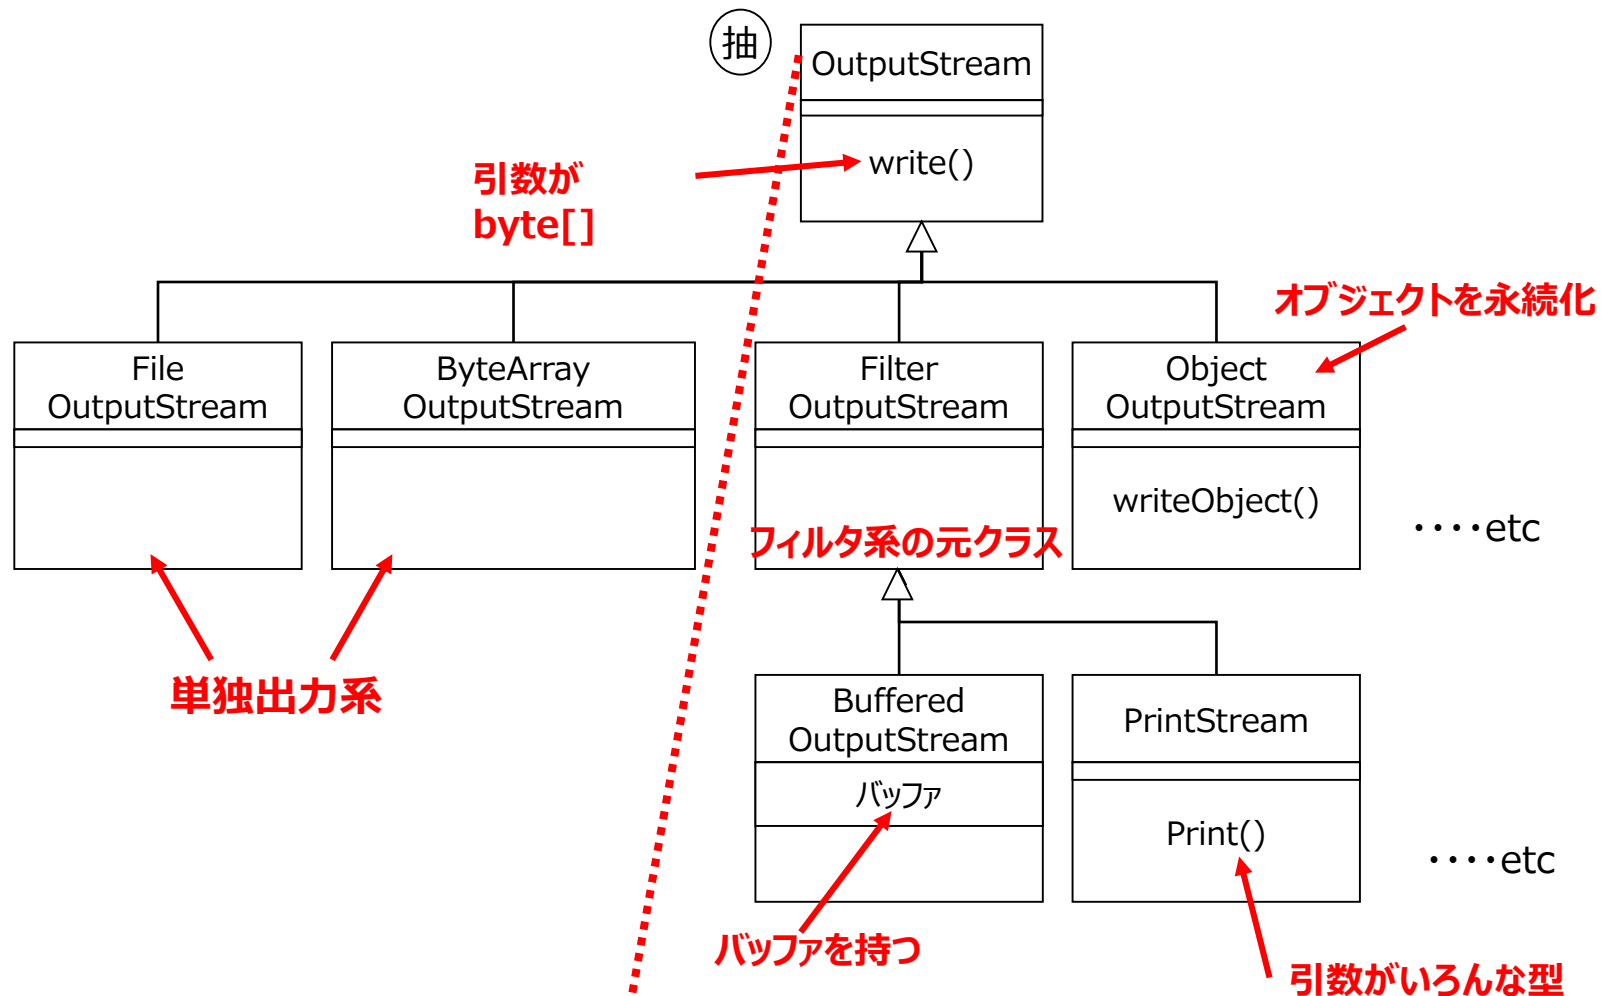 抽
OutputStream
write()
引数が
byte[]
オブジェクトを永続化
File
OutputStream
ByteArray
OutputStream
Filter
OutputStream
Object
OutputStream
writeObject()
････etc
フィルタ系の元クラス
単独出力系
Buffered
OutputStream
バッファ
PrintStream
Print()
････etc
バッファを持つ
引数がいろんな型